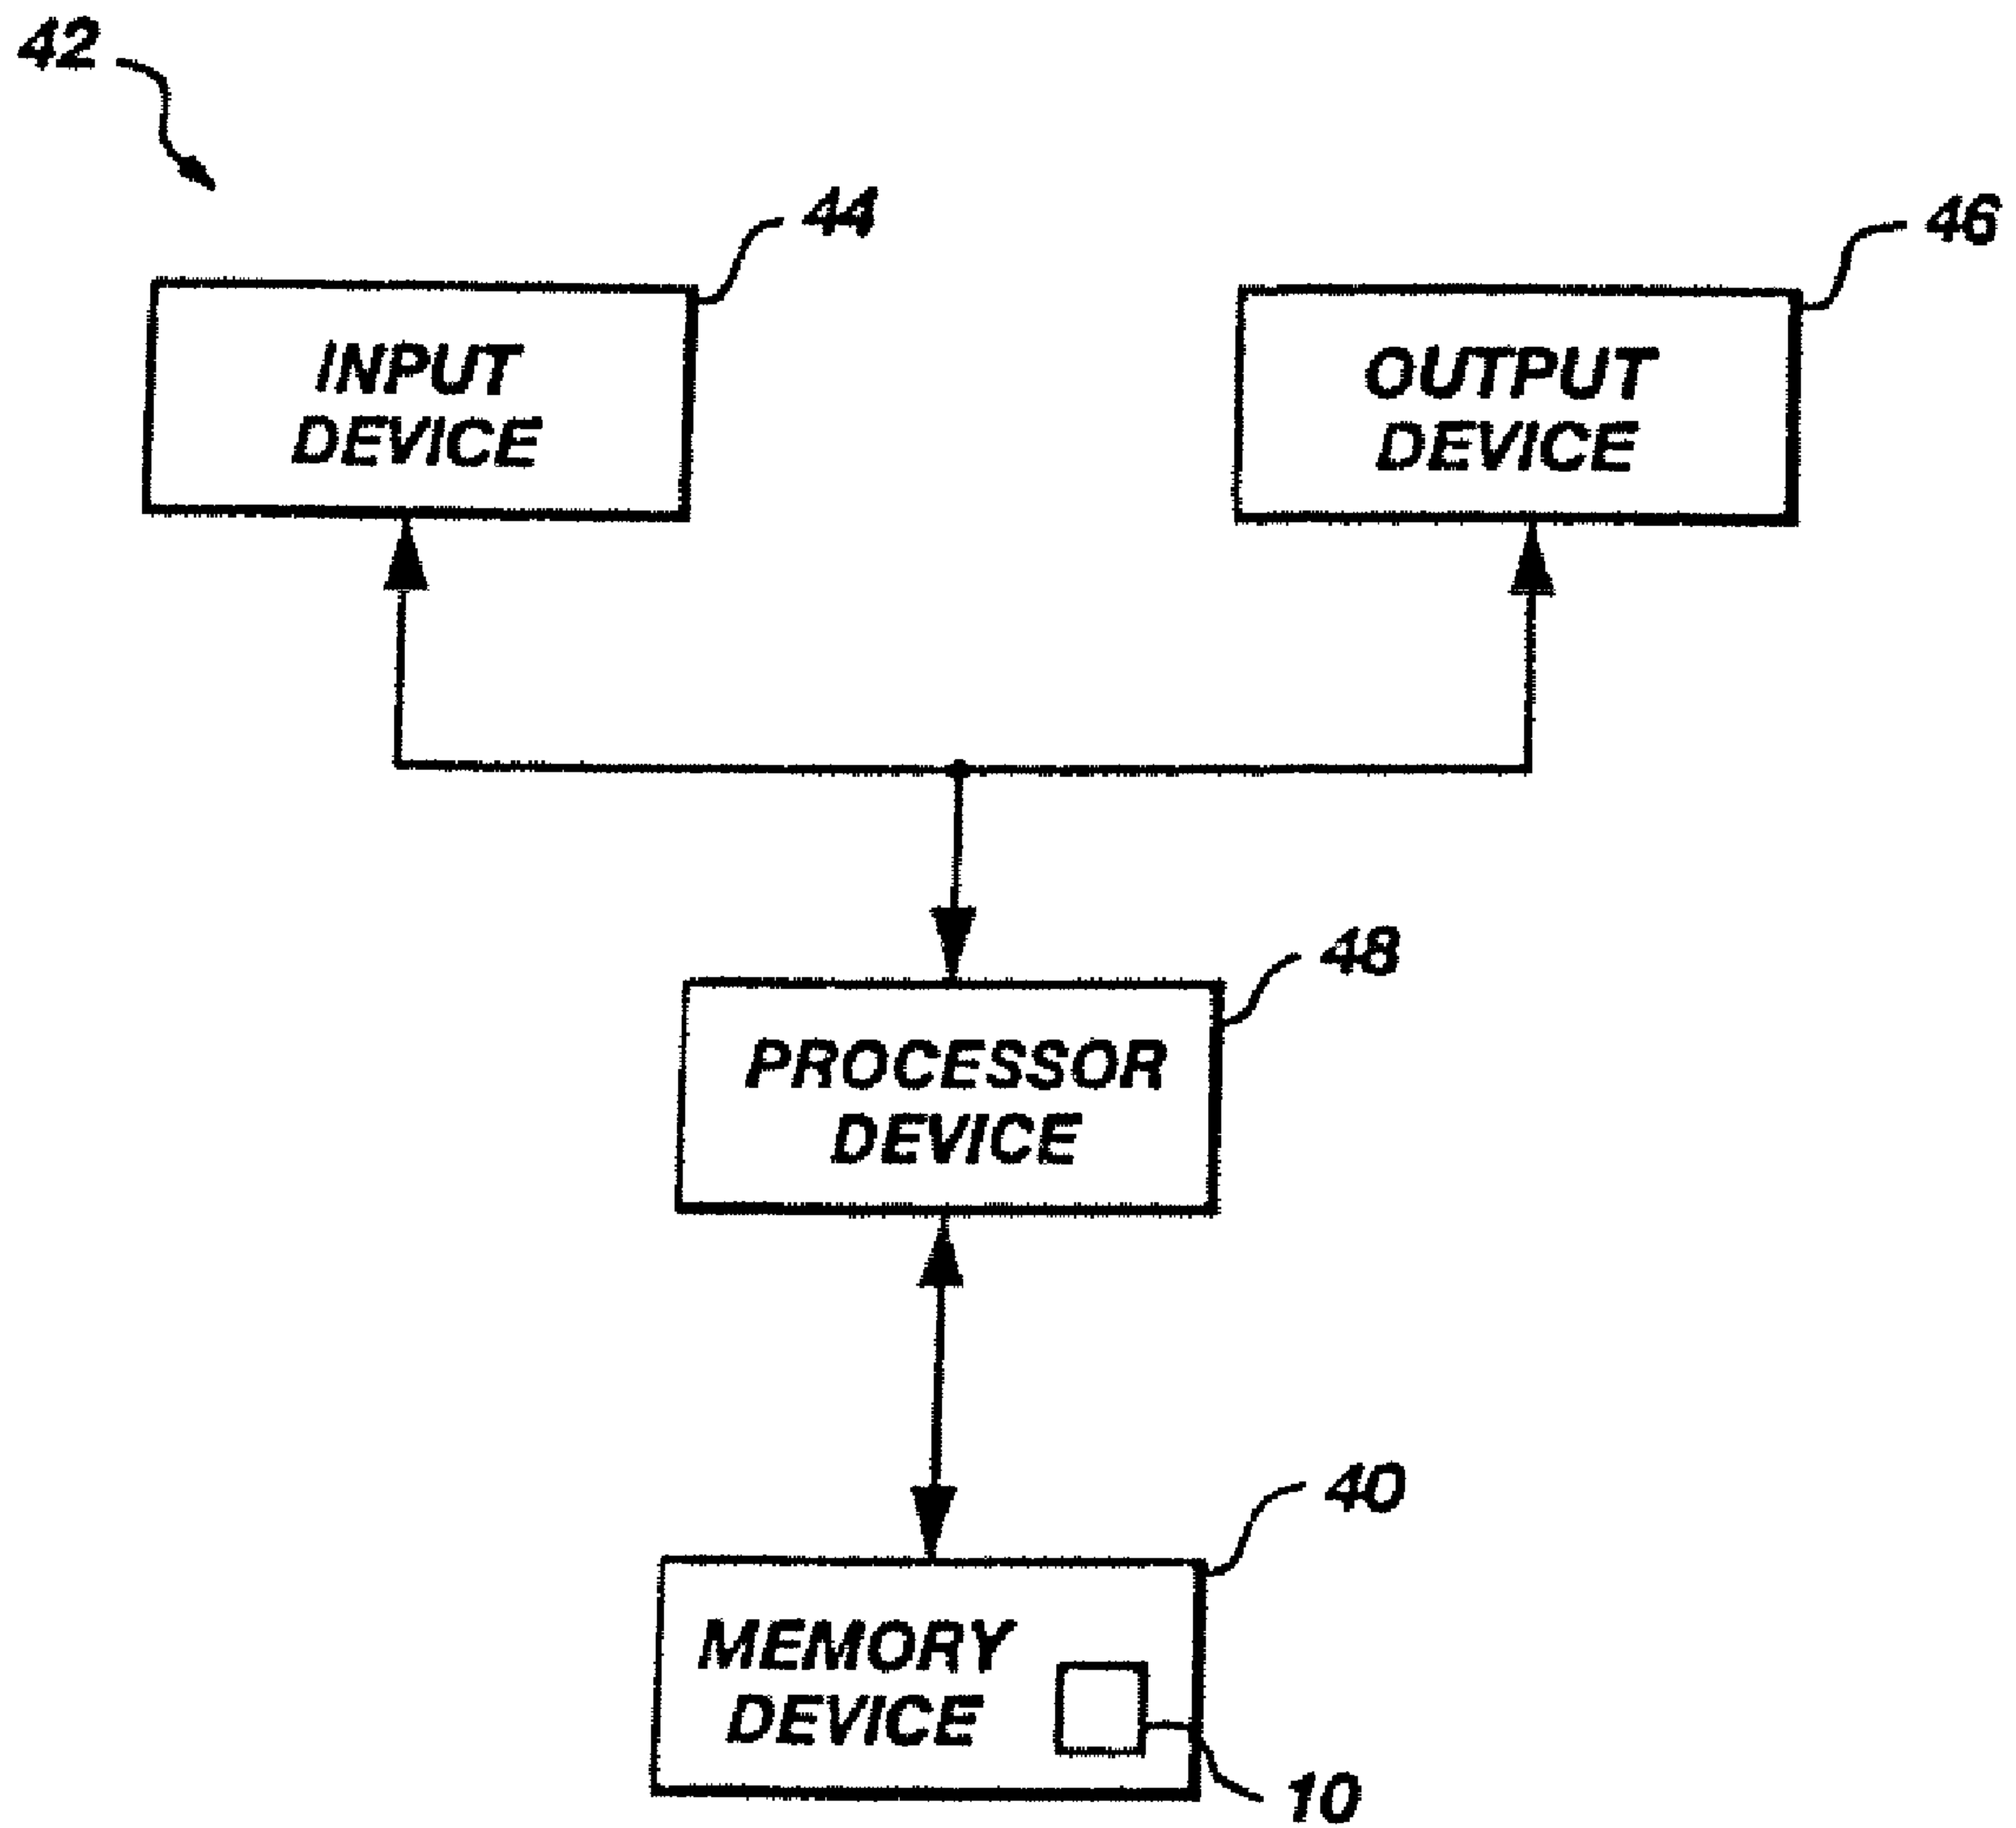 42
44
46
INPUT
DEVICE
OUTPUT
DEVICE
48
PROCESSOR
DEVICE
40
MEMORY
DEVICE
10